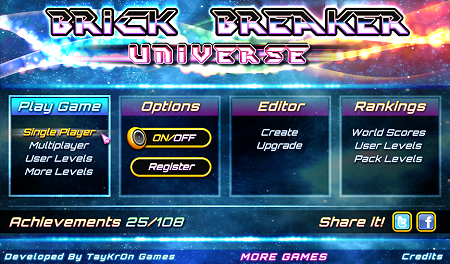 BRICK BREAKER
UNIVERSE
Play Game
Single Player
Multiplayer
User Levels
More Levels
Options
ON/OFF
Register
Editor
Create
Upgrade
Rankings
World Scores
User Levels
Pack Levels
Achievements 25/108
Share it!
Developed By TayKr0n Games
MORE GAMES
Credits